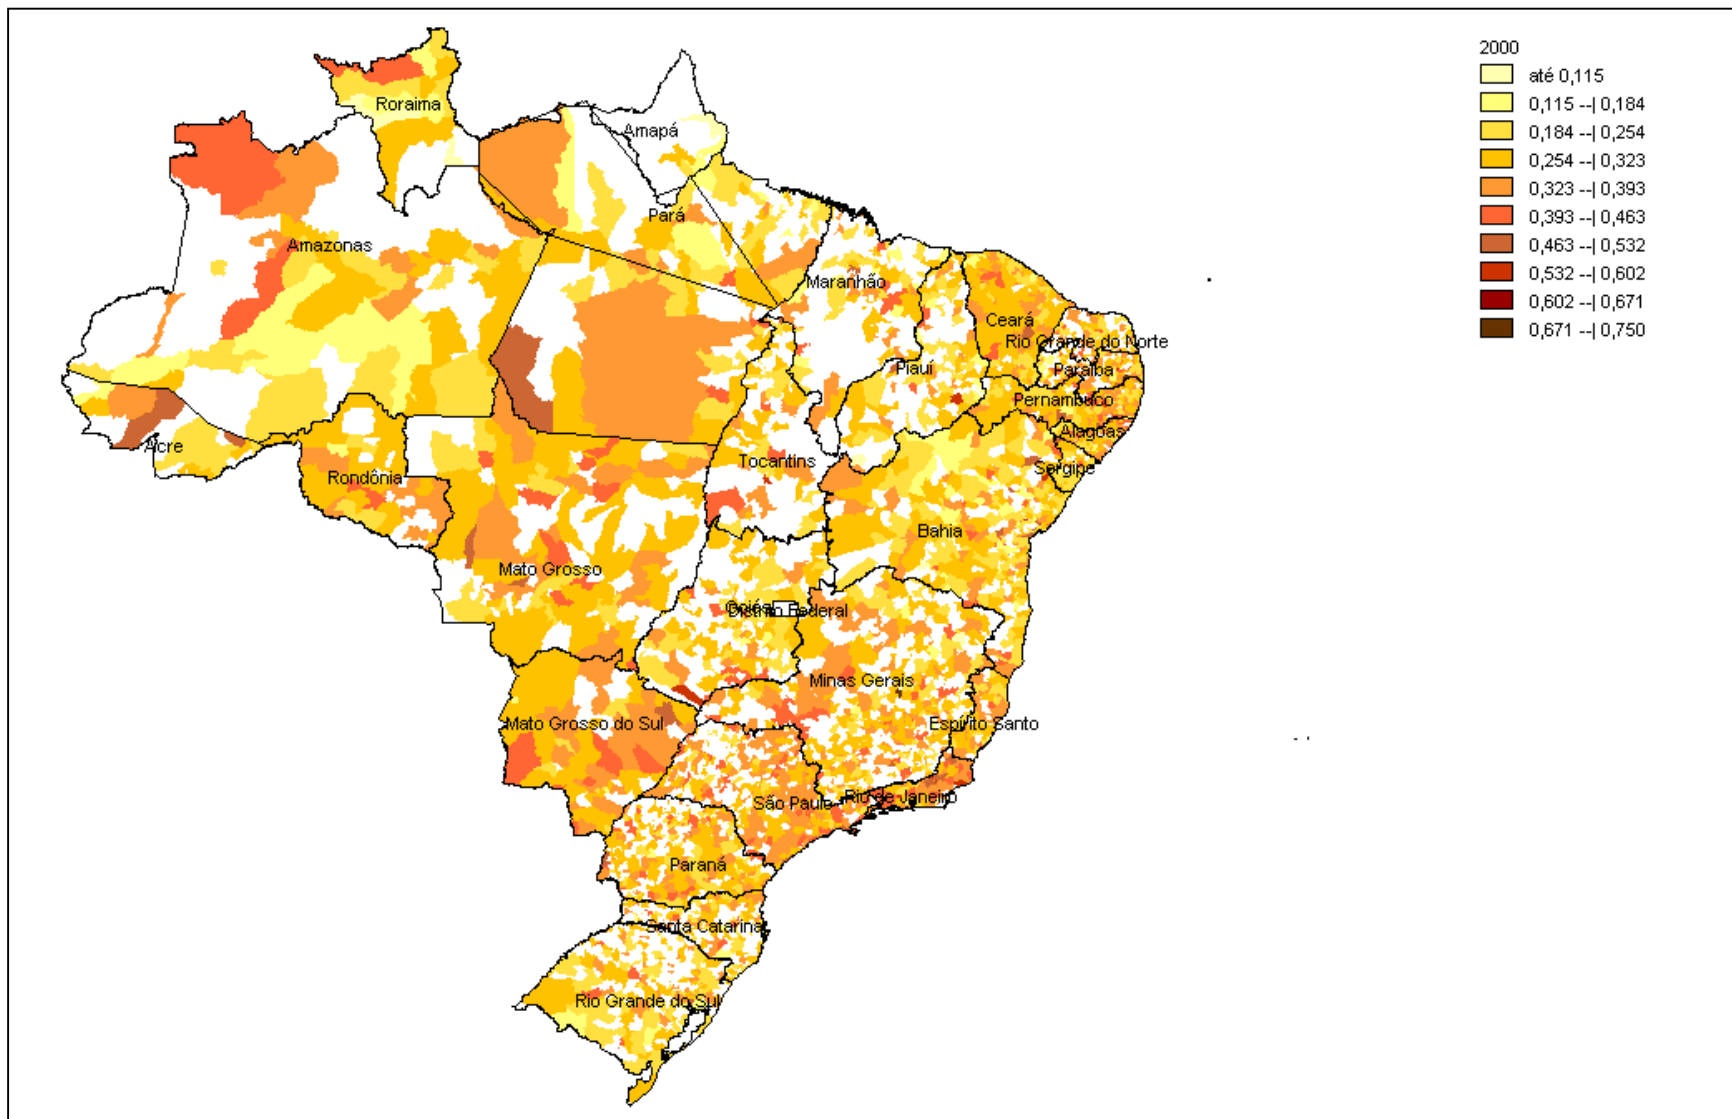 2000
até 0,115
0,115 --| 0,184
0,184 --| 0,254
0,254 --| 0,323
0,323 --| 0,393
0,393 --| 0,463
0,463 --| 0,532
0,532 --| 0,602
0,602 --| 0,671
0,671 --| 0,750
Roraima
Amapá
Pará
Amazonas
Maranhão
Ceará
Rio Grande do Norte
Piauí
Paraíba
Pernambuco
Alagoas
Acre
Tocantins
Sergipe
Rondônia
Bahia
Mato Grosso
Goiás
Distrito Federal
Minas Gerais
Mato Grosso do Sul
Espírito Santo
São Paulo
Rio de Janeiro
Paraná
Santa Catarina
Rio Grande do Sul